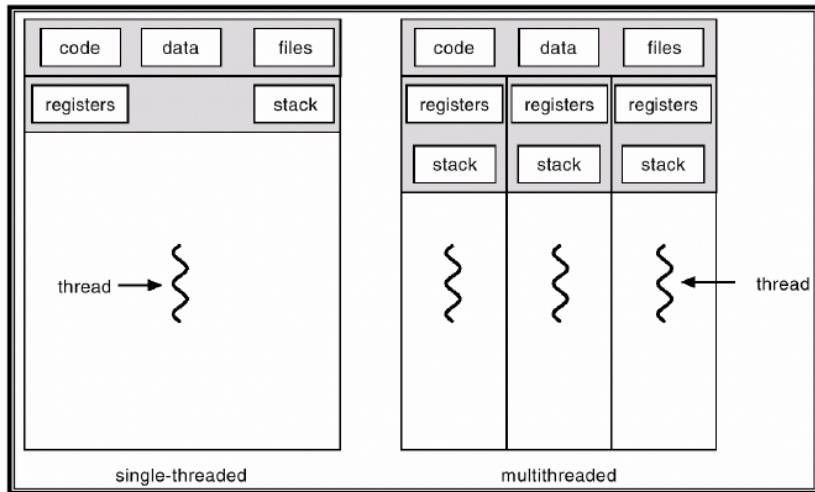 code data files
registers stack
thread
single-threaded
code data files
registers registers registers
stack stack stack
thread
multithreaded